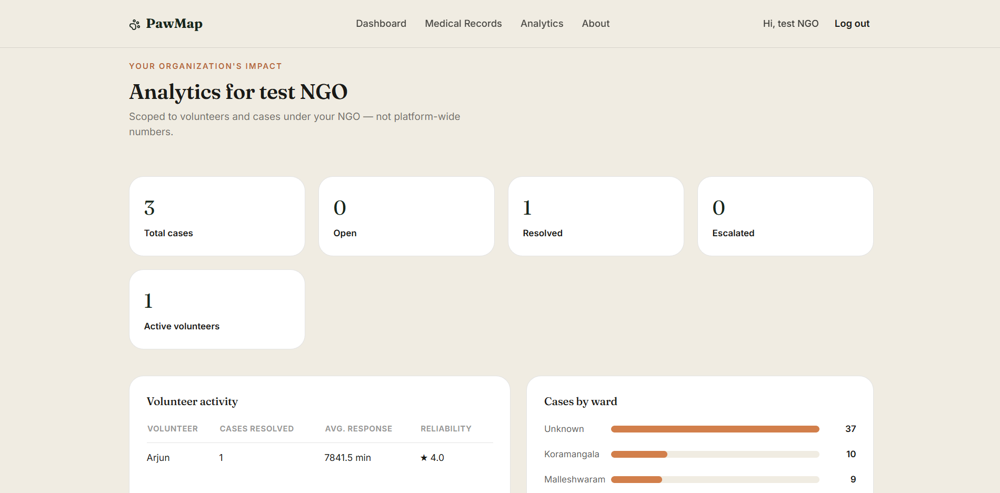 PawMap
Dashboard Medical Records Analytics About
Hi, test NGO Log out
YOUR ORGANIZATION'S IMPACT
Analytics for test NGO
Scoped to volunteers and cases under your NGO — not platform-wide
numbers.
3
Total cases
0
Open
1
Resolved
0
Escalated
1
Active volunteers
Volunteer activity
VOLUNTEER CASES RESOLVED AVG. RESPONSE RELIABILITY
Arjun 1 7841.5 min ★ 4.0
Cases by ward
Unknown 37
Koramangala 10
Malleshwaram 9